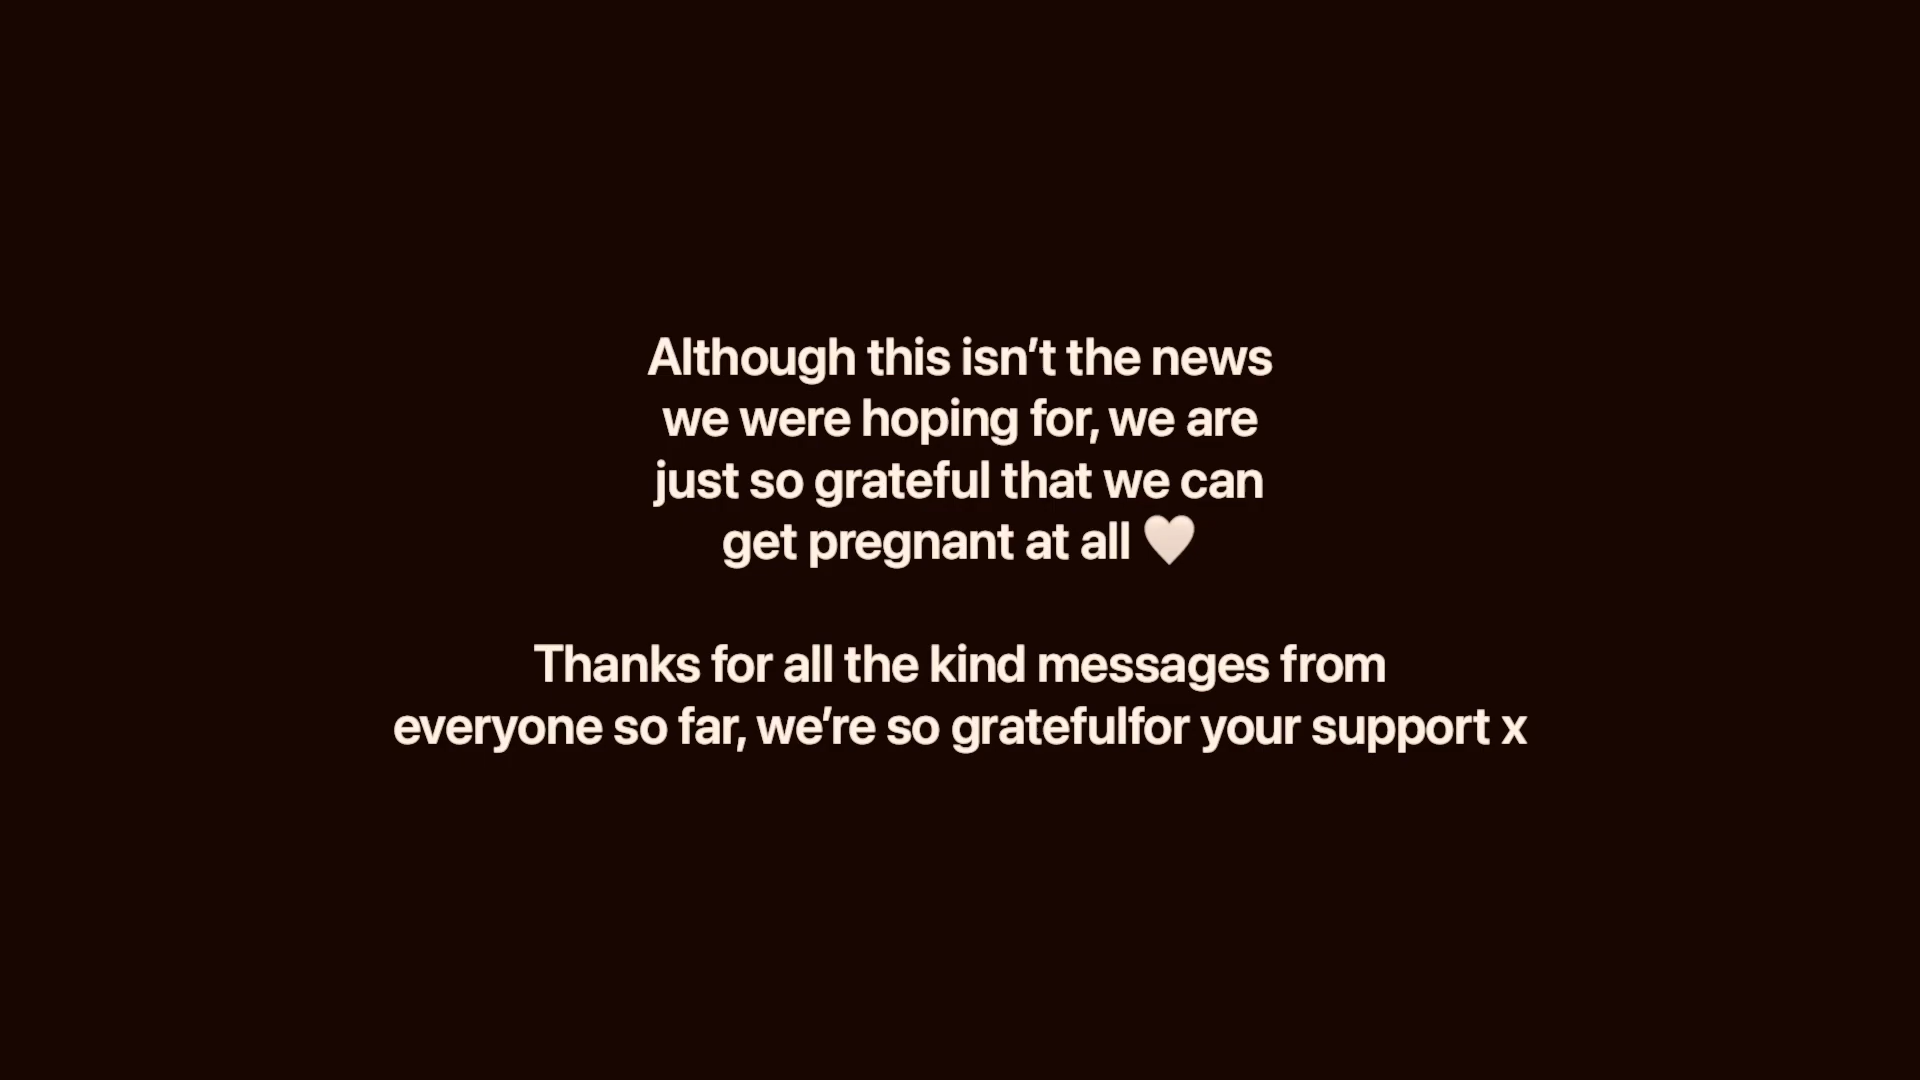 Although this isn’t the news
we were hoping for, we are
just so grateful that we can
get pregnant at all 🤍
Thanks for all the kind messages from
everyone so far, we’re so gratefulfor your support x